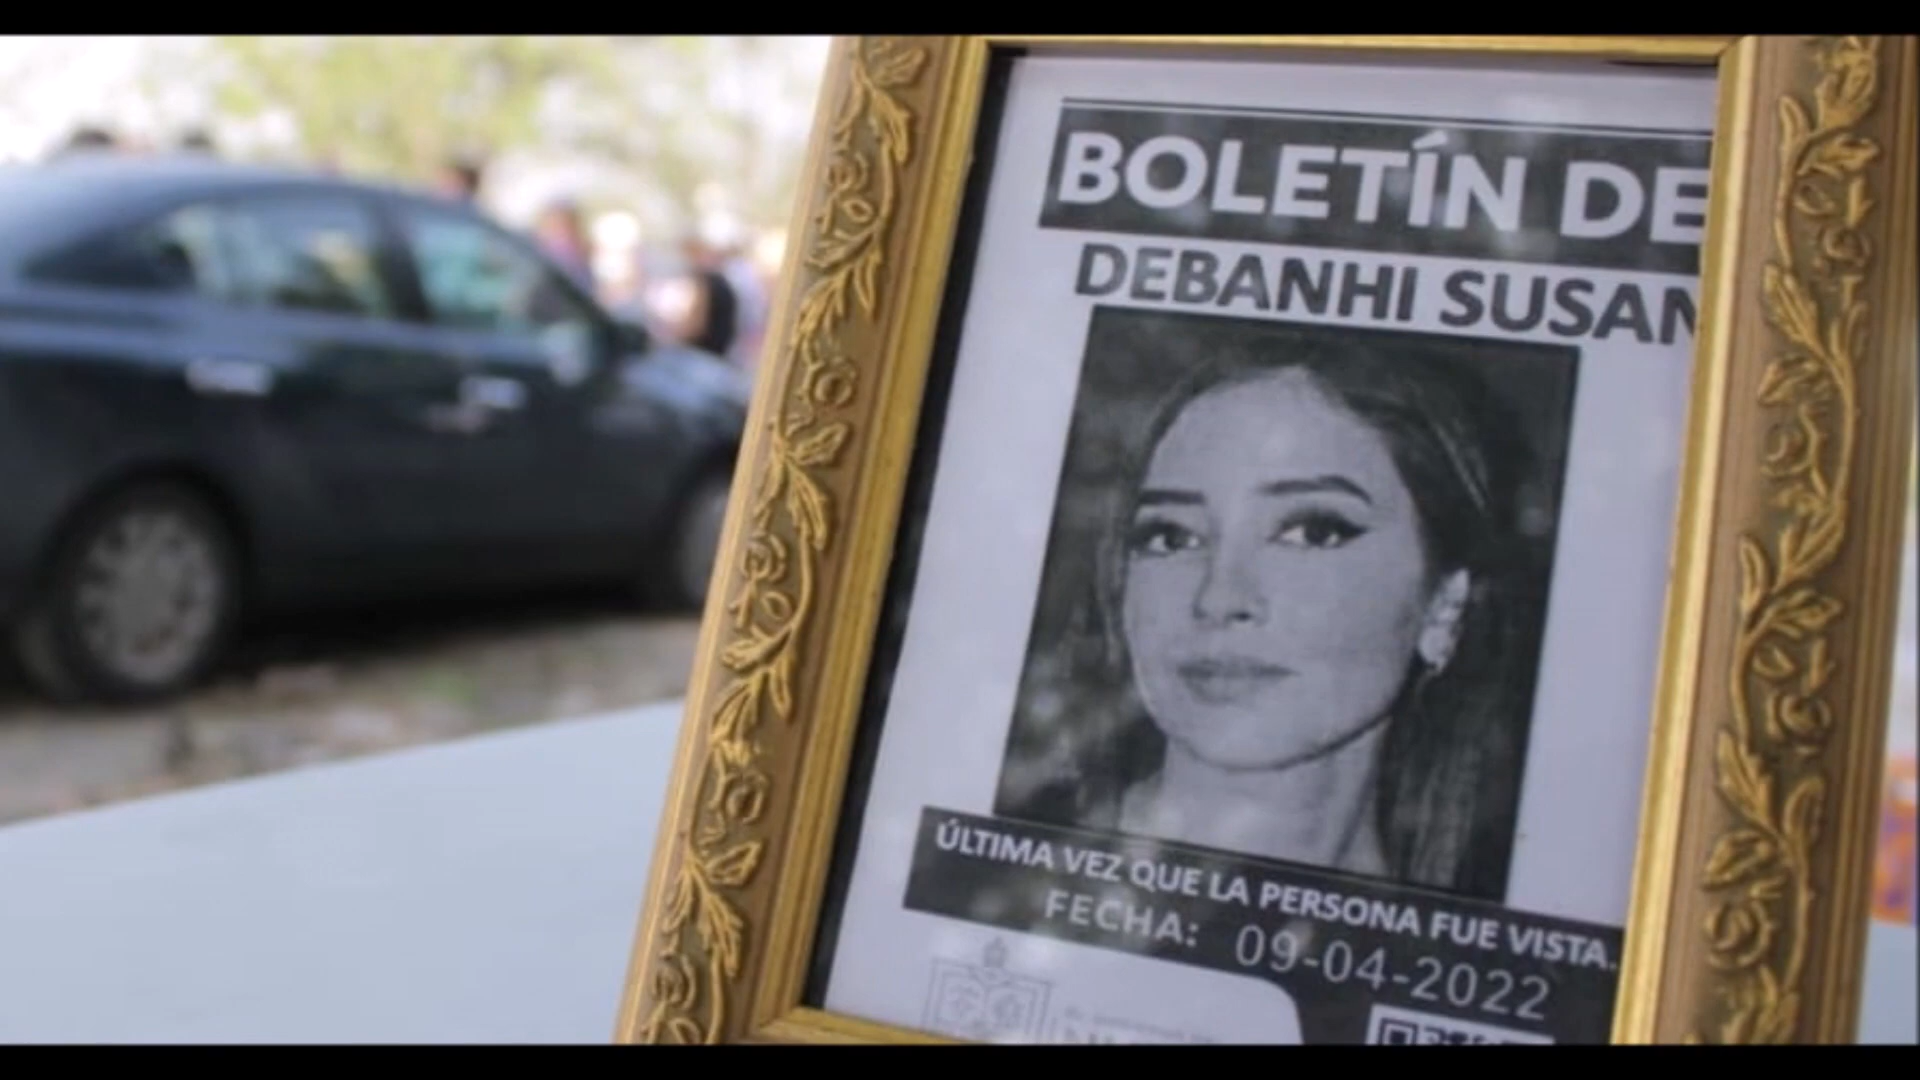 BOLETÍN DE
DEBANHI SUSAN
ÚLTIMA VEZ QUE LA PERSONA FUE VISTA.
FECHA: 09-04-2022